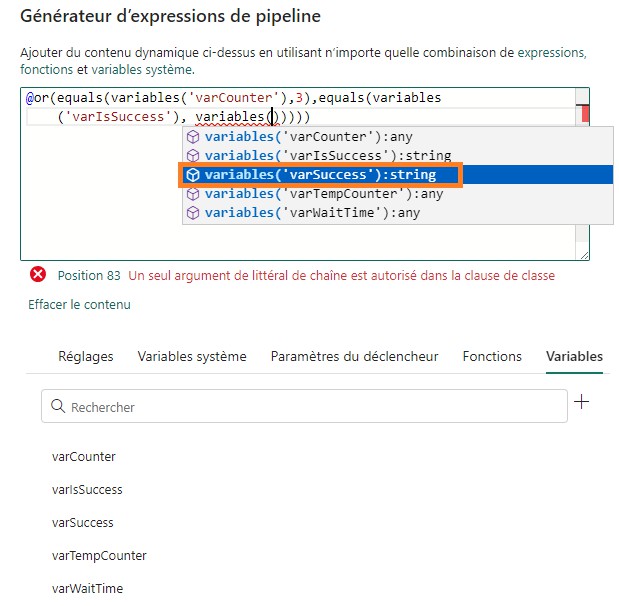 Générateur d’expressions de pipeline
Ajouter du contenu dynamique ci-dessus en utilisant n’importe quelle combinaison de expressions,
fonctions et variables système.
@or(equals(variables('varCounter'),3),equals(variables
('varIsSuccess'), variables()))))
variables('varCounter'):any
variables('varIsSuccess'):string
variables('varSuccess'):string
variables('varTempCounter'):any
variables('varWaitTime'):any
Position 83 Un seul argument de littéral de chaîne est autorisé dans la clause de classe
Effacer le contenu
Réglages Variables système Paramètres du déclencheur Fonctions Variables
Rechercher
varCounter
varIsSuccess
varSuccess
varTempCounter
varWaitTime